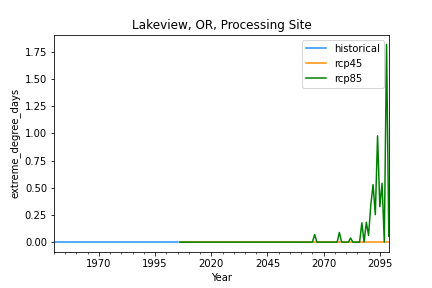 Lakeview, OR, Processing Site
historical
rcp45
rcp85
extreme_degree_days
1.75
1.50
1.25
1.00
0.75
0.50
0.25
0.00
1970 1995 2020 2045 2070 2095
Year